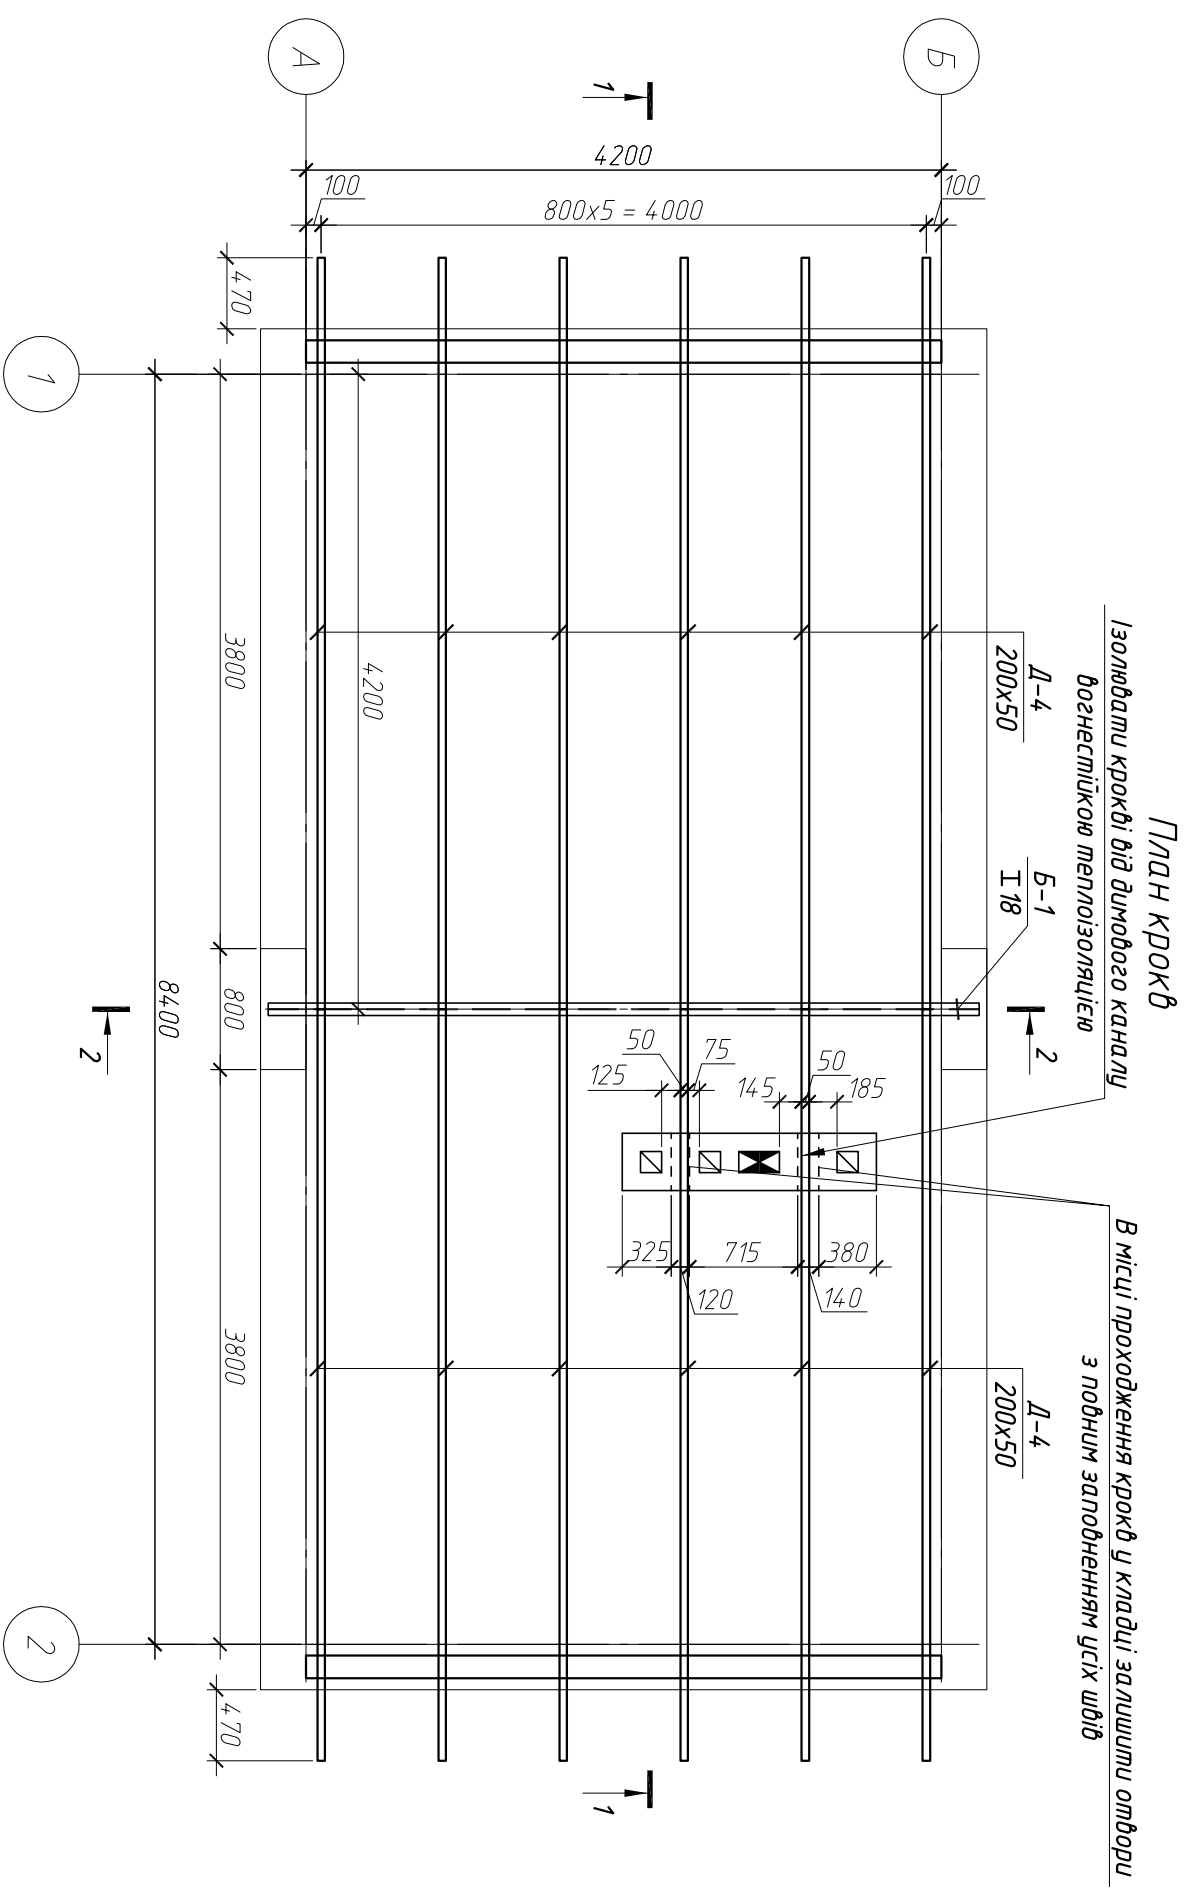 План кроків
Ізолювати крокві від димового каналу
вогнестійкою теплоізоляцією
В місці проходження крокв у кладці залишити отвори
з повним заповненням усіх швів
Д-4
200х50
Б-1
I 18
Д-4
200х50
Б
А
1
1
4200
100
100
800х5 = 4000
470
4200
3800
800
3800
8400
470
2
2
50
75
125
50
145
185
325
715
380
120
140
1
2